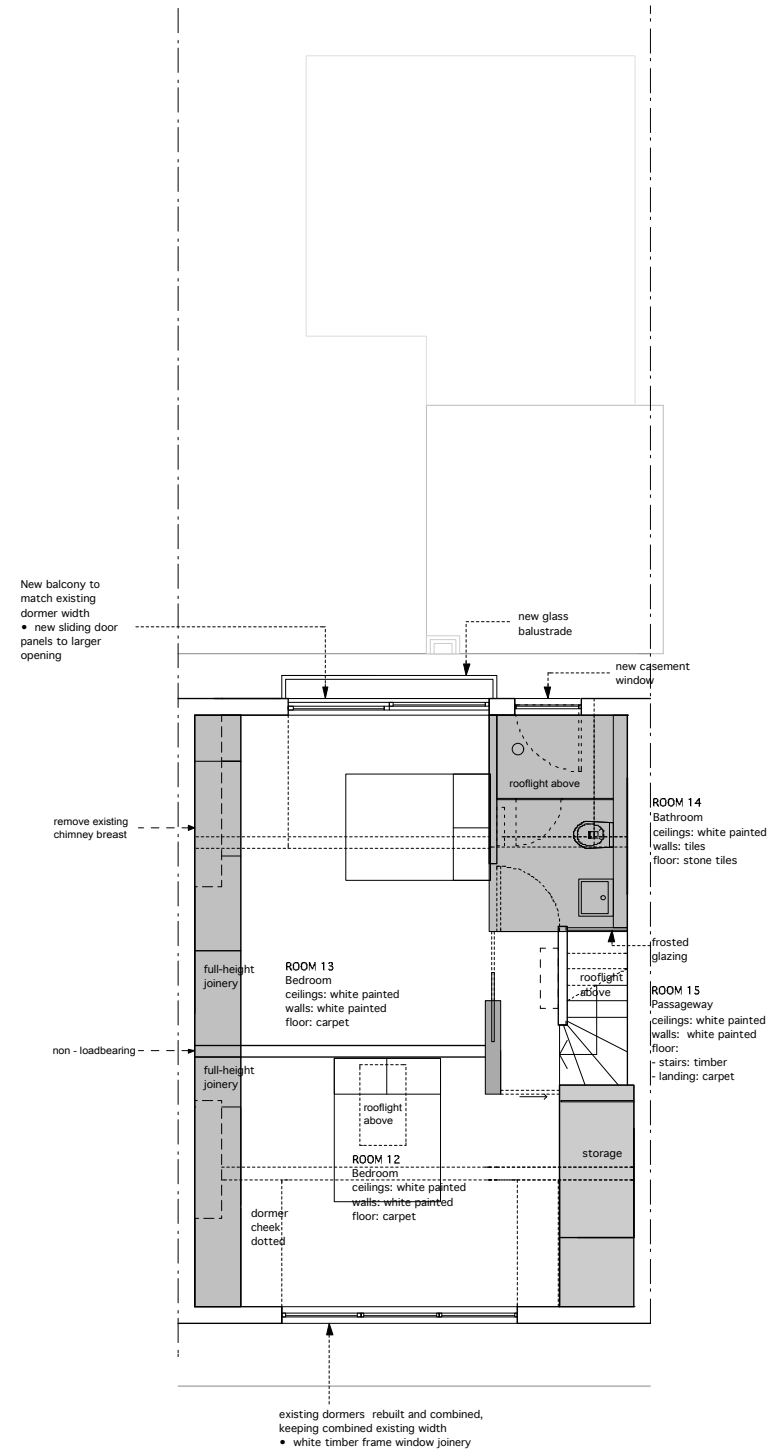 New balcony to
match existing
dormer width
• new sliding door
panels to larger
opening
new glass
balustrade
new casement
window
rooflight above
ROOM 14
Bathroom
ceilings: white painted
walls: tiles
floor: stone tiles
remove existing
chimney breast
frosted
glazing
full-height
joinery
ROOM 13
Bedroom
ceilings: white painted
walls: white painted
floor: carpet
rooflight
above
ROOM 15
Passageway
ceilings: white painted
walls: white painted
floor:
- stairs: timber
- landing: carpet
non - loadbearing
full-height
joinery
rooflight
above
storage
ROOM 12
Bedroom
ceilings: white painted
walls: white painted
floor: carpet
dormer
cheek
dotted
existing dormers rebuilt and combined,
keeping combined existing width
• white timber frame window joinery